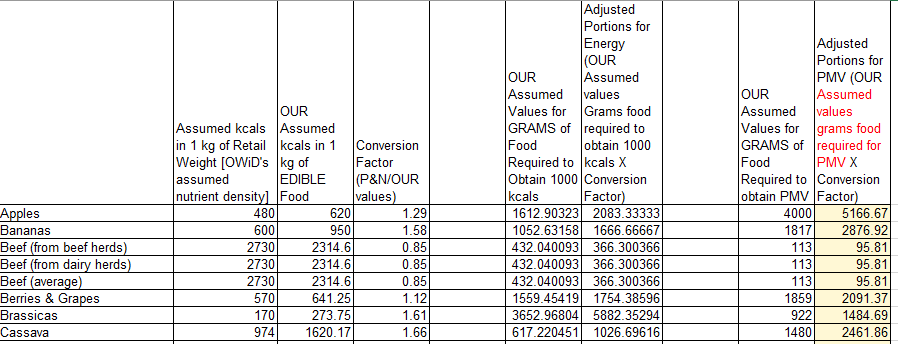 Assumed kcals
in 1 kg of Retail
Weight [OWiD's
assumed
nutrient density]
OUR
Assumed
kcals in 1
kg of
EDIBLE
Food
Conversion
Factor
(P&N/OUR
values)
OUR
Assumed
Values for
GRAMS of
Food
Required to
Obtain 1000
kcals
Adjusted
Portions for
Energy
(OUR
Assumed
values
Grams food
required to
obtain 1000
kcals X
Conversion
Factor)
OUR
Assumed
Values for
GRAMS of
Food
Required to
obtain PMV
Adjusted
Portions for
PMV (OUR
Assumed
values
grams food
required for
PMV X
Conversion
Factor)
Apples 480 620 1.29 1612.90323 2083.33333 4000 5166.67
Bananas 600 950 1.58 1052.63158 1666.66667 1817 2876.92
Beef (from beef herds) 2730 2314.6 0.85 432.040093 366.300366 113 95.81
Beef (from dairy herds) 2730 2314.6 0.85 432.040093 366.300366 113 95.81
Beef (average) 2730 2314.6 0.85 432.040093 366.300366 113 95.81
Berries & Grapes 570 641.25 1.12 1559.45419 1754.38596 1859 2091.37
Brassicas 170 273.75 1.61 3652.96804 5882.35294 922 1484.69
Cassava 974 1620.17 1.66 617.220451 1026.69616 1480 2461.86